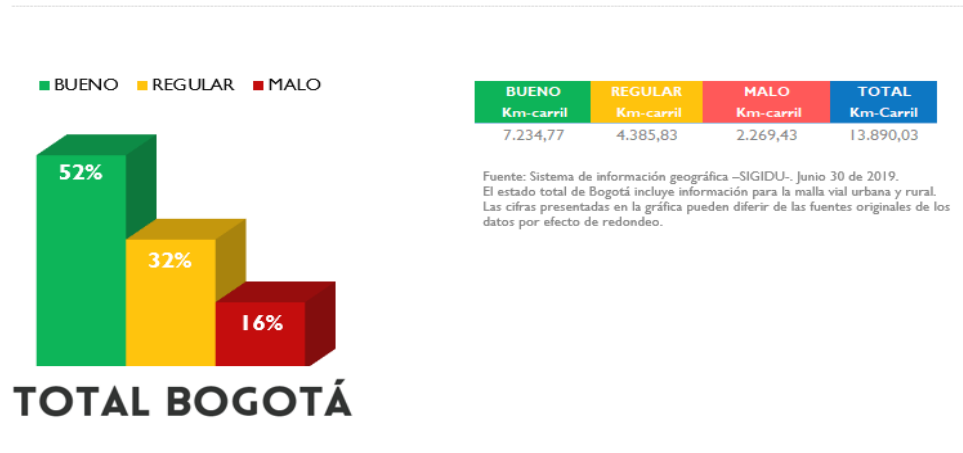 BUENO REGULAR MALO
52%
32%
16%
TOTAL BOGOTÁ
BUENO REGULAR MALO TOTAL
Km-carril Km-carril Km-carril Km-Carril
7.234,77 4.385,83 2.269,43 13.890,03
Fuente: Sistema de información geográfica –SIGIDU-. Junio 30 de 2019.
El estado total de Bogotá incluye información para la malla vial urbana y rural.
Las cifras presentadas en la gráfica pueden diferir de las fuentes originales de los
datos por efecto de redondeo.